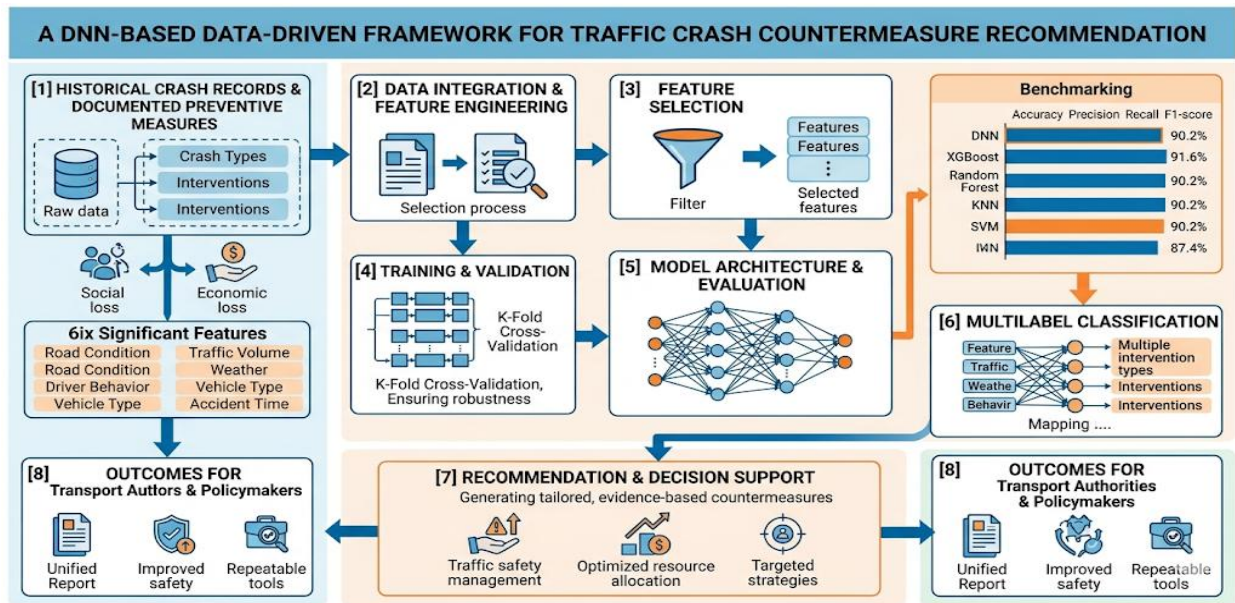 A DNN-BASED DATA-DRIVEN FRAMEWORK FOR TRAFFIC CRASH COUNTERMEASURE RECOMMENDATION
[1] HISTORICAL CRASH RECORDS &
DOCUMENTED PREVENTIVE
MEASURES
Raw data
Crash Types
Interventions
Interventions
Social
loss
Economic
loss
6ix Significant Features
Road Condition
Traffic Volume
Road Condition
Weather
Driver Behavior
Vehicle Type
Vehicle Type
Accident Time
[2] DATA INTEGRATION &
FEATURE ENGINEERING
Selection process
[3] FEATURE
SELECTION
Filter
Features
Features
⋮
Selected
features
[4] TRAINING & VALIDATION
K-Fold
Cross-
Validation
K-Fold Cross-Validation,
Ensuring robustness
[5] MODEL ARCHITECTURE &
EVALUATION
Benchmarking
Accuracy Precision Recall F1-score
DNN 90.2%
XGBoost 91.6%
Random
Forest 90.2%
KNN 90.2%
SVM 90.2%
87.4%
[6] MULTILABEL CLASSIFICATION
Feature
Traffic
Weathe
Behavir
Multiple
intervention
types
Interventions
Interventions
Mapping ....
[7] RECOMMENDATION & DECISION SUPPORT
Generating tailored, evidence-based countermeasures
Traffic safety
management
Optimized resource
allocation
Targeted
strategies
[8] OUTCOMES FOR
Transport Autors & Policymakers
Unified
Report
Improved
safety
Repeatable
tools
[8] OUTCOMES FOR
Transport Authorities
& Policymakers
Unified
Report
Improved
safety
Repeatable
tools